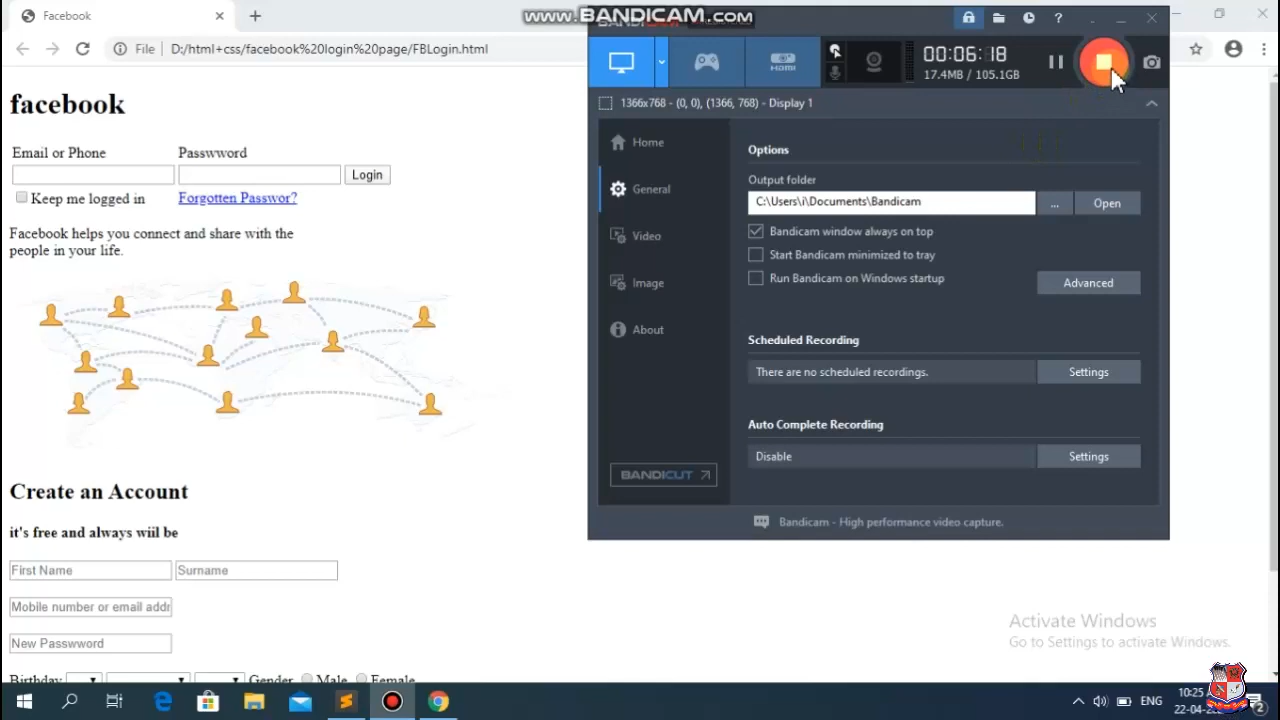 Facebook
www.BANDICAM.com
File
D:/html+css/facebook%20login%20page/FBLogin.html
HDMI
00:06:18
17.4MB / 105.1GB
1366x768 - (0, 0), (1366, 768) - Display 1
facebook
Email or Phone
Passwword
Login
Keep me logged in
Forgotten Passwor?
Facebook helps you connect and share with the
people in your life.
Create an Account
it's free and always wiil be
First Name
Surname
Mobile number or email addr
New Passwword
Birthday
Gender
Male
Female
Home
General
Video
Image
About
BANDICUT
Options
Output folder
C:\Users\i\Documents\Bandicam
...
Open
Bandicam window always on top
Start Bandicam minimized to tray
Run Bandicam on Windows startup
Advanced
Scheduled Recording
There are no scheduled recordings.
Settings
Auto Complete Recording
Disable
Settings
Bandicam - High performance video capture.
Activate Windows
Go to Settings to activate Windows.
ENG
10:25
22-04-
2